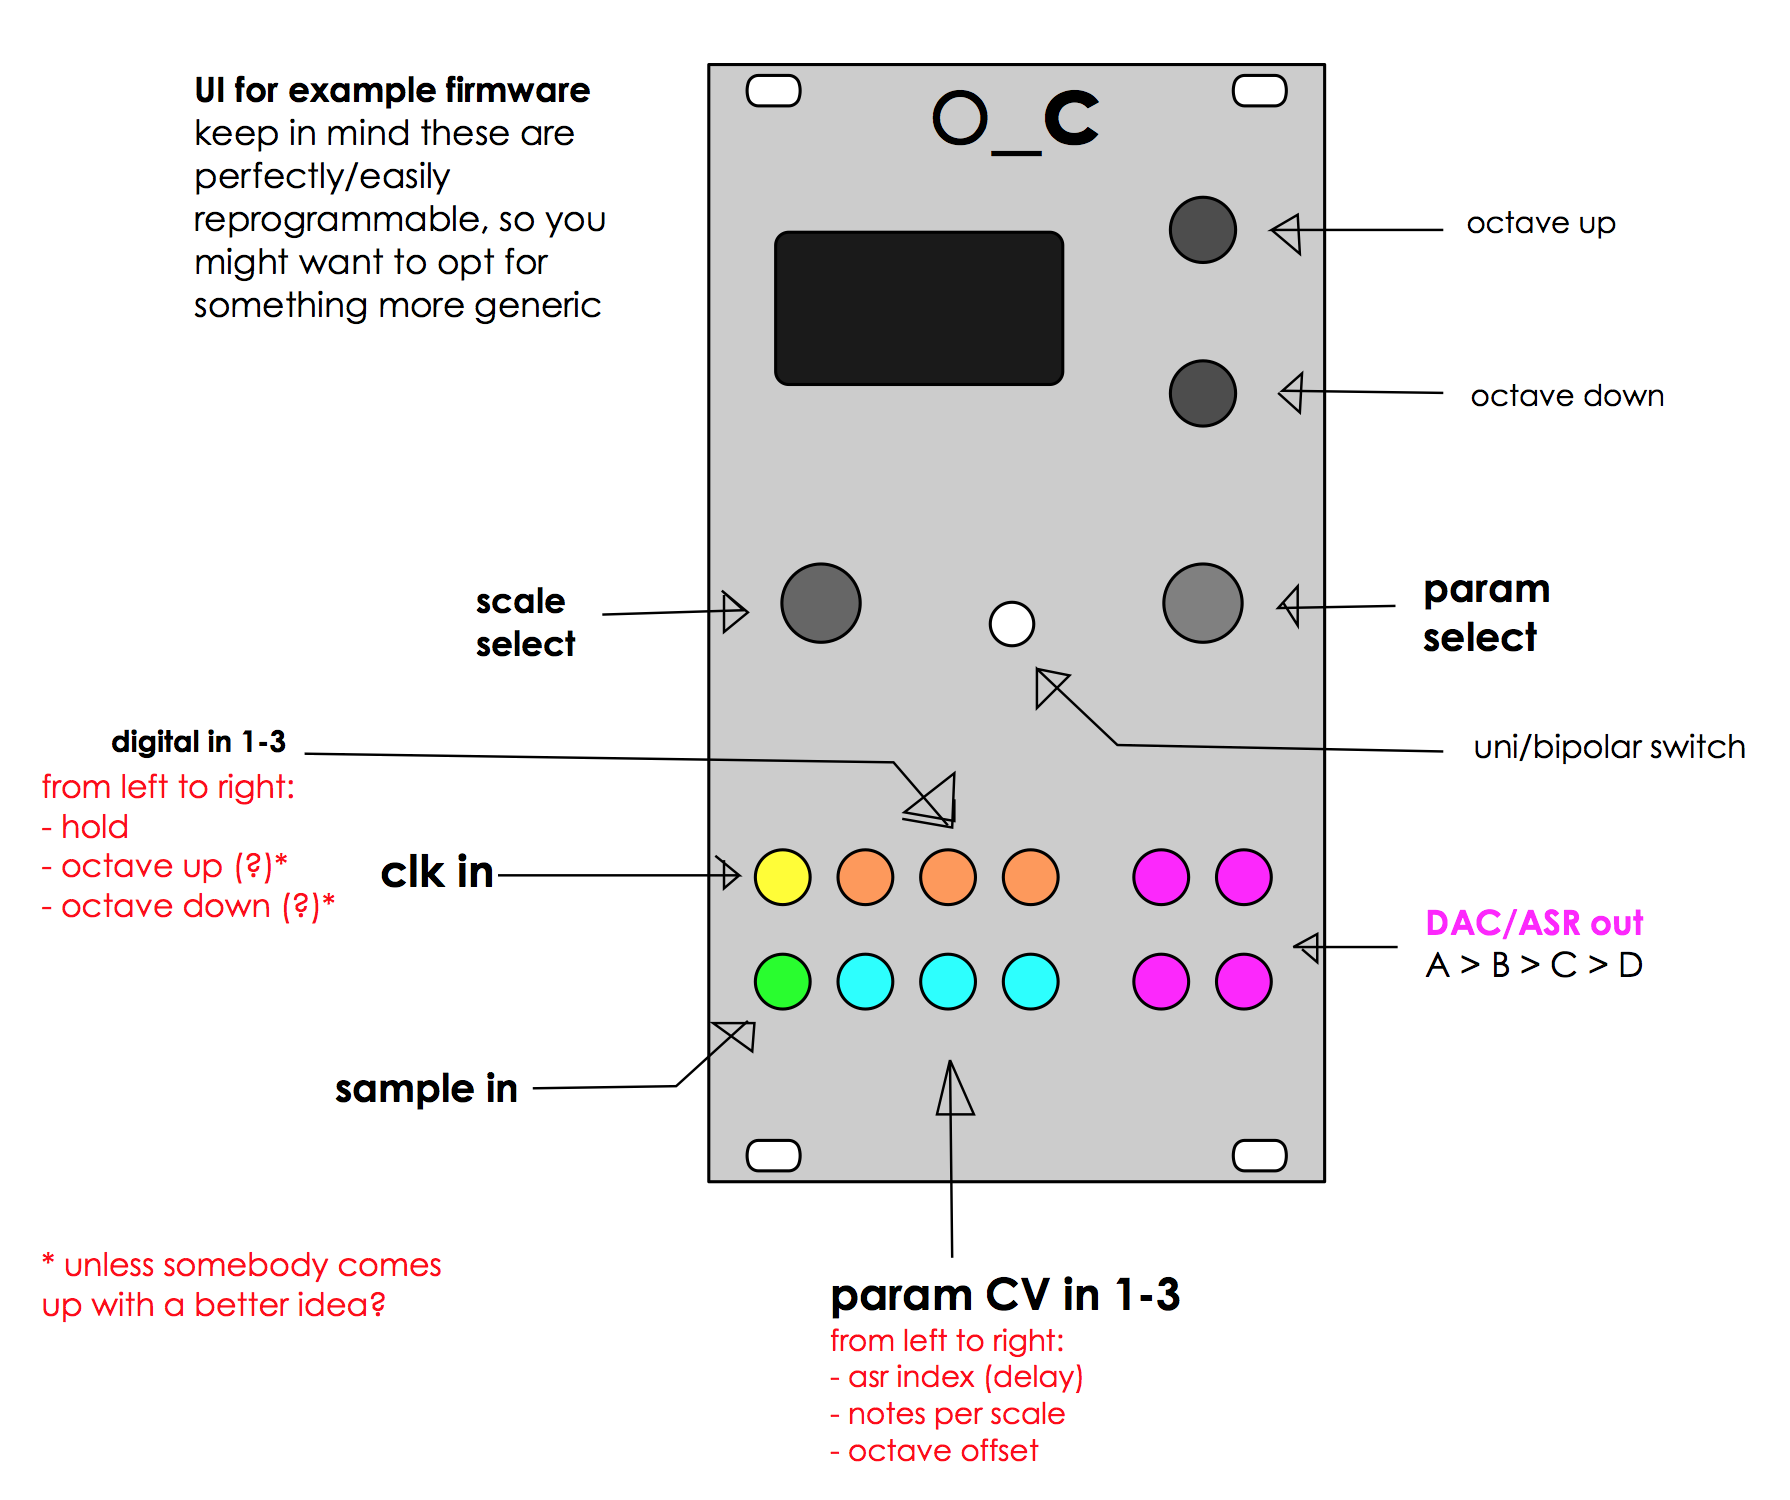 UI for example firmware
keep in mind these are
perfectly/easily
reprogrammable, so you
might want to opt for
something more generic
O_C
octave up
octave down
scale
select
param
select
digital in 1-3
from left to right:
- hold
- octave up (?)*
- octave down (?)*
uni/bipolar switch
clk in
DAC/ASR out
A > B > C > D
sample in
* unless somebody comes
up with a better idea?
param CV in 1-3
from left to right:
- asr index (delay)
- notes per scale
- octave offset